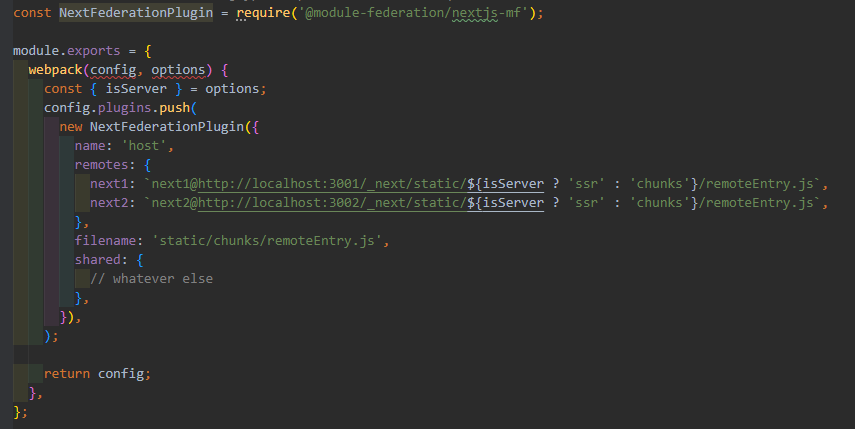 const NextFederationPlugin = require('@module-federation/nextjs-mf');
module.exports = {
webpack(config, options) {
const { isServer } = options;
config.plugins.push(
new NextFederationPlugin({
name: 'host',
remotes: {
next1: `next1@http://localhost:3001/_next/static/${isServer ? 'ssr' : 'chunks'}/remoteEntry.js`,
next2: `next2@http://localhost:3002/_next/static/${isServer ? 'ssr' : 'chunks'}/remoteEntry.js`,
},
filename: 'static/chunks/remoteEntry.js',
shared: {
// whatever else
},
}),
);
return config;
},
};